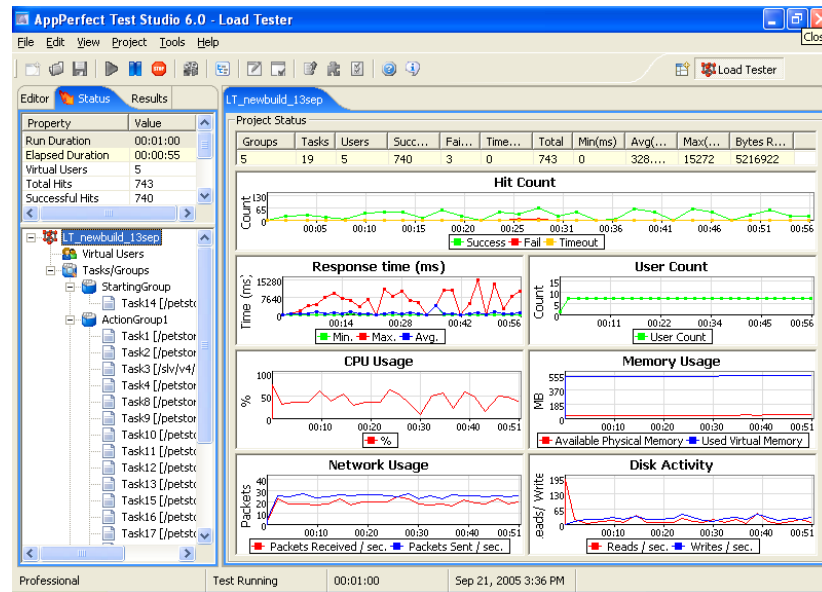 AppPerfect Test Studio 6.0 - Load Tester
File Edit View Project Tools Help
Clos
Load Tester
Editor Status Results
LT_newbuild_13sep
Property Value
Run Duration 00:01:00
Elapsed Duration 00:00:55
Virtual Users 5
Total Hits 743
Successful Hits 740
LT_newbuild_13sep
Virtual Users
Tasks/Groups
StartingGroup
Task14 [/petsto
ActionGroup1
Task1 [/petstor
Task2 [/petstor
Task3 [/slv/v4/
Task4 [/petstor
Task8 [/petstor
Task9 [/petstor
Task10 [/petsto
Task11 [/petsto
Task12 [/petsto
Task13 [/petsto
Task15 [/petsto
Task16 [/petsto
Task17 [/petsto
Project Status
Groups Tasks Users Succ... Fai... Time... Total Min(ms) Avg(... Max(... Bytes R...
5 19 5 740 3 0 743 0 328.... 15272 5216922
Hit Count
Count
130
65
0
00:05 00:10 00:15 00:20 00:25 00:31 00:36 00:41 00:46 00:51 00:56
Success Fail Timeout
Response time (ms)
Time (ms)
15280
7640
0
00:14 00:28 00:42 00:56
Min. Max. Avg.
User Count
Count
15
10
5
0
00:11 00:22 00:34 00:45 00:56
User Count
CPU Usage
%
100
50
0
00:10 00:20 00:30 00:40 00:51
%
Memory Usage
MB
555
370
185
0
00:10 00:20 00:30 00:40 00:51
Available Physical Memory Used Virtual Memory
Network Usage
Packets
40
30
20
10
0
00:10 00:20 00:30 00:40 00:51
Packets Received / sec. Packets Sent / sec.
Disk Activity
eads/ Write
195
130
65
0
00:10 00:20 00:30 00:40 00:51
Reads / sec. Writes / sec.
Professional Test Running 00:01:00 Sep 21, 2005 3:36 PM